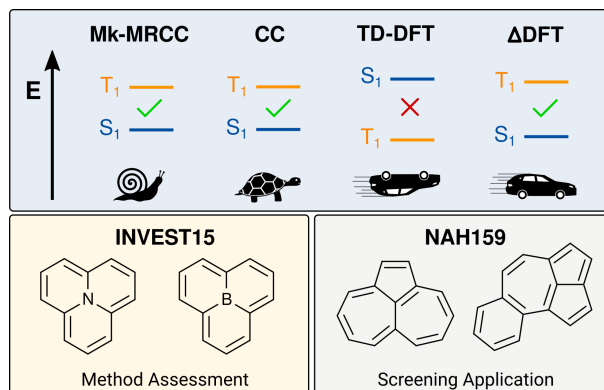 Mk-MRCC CC TD-DFT ΔDFT
E
T₁ T₁ S₁ T₁
S₁ S₁ T₁ S₁
INVEST15
N B
Method Assessment
NAH159
Screening Application